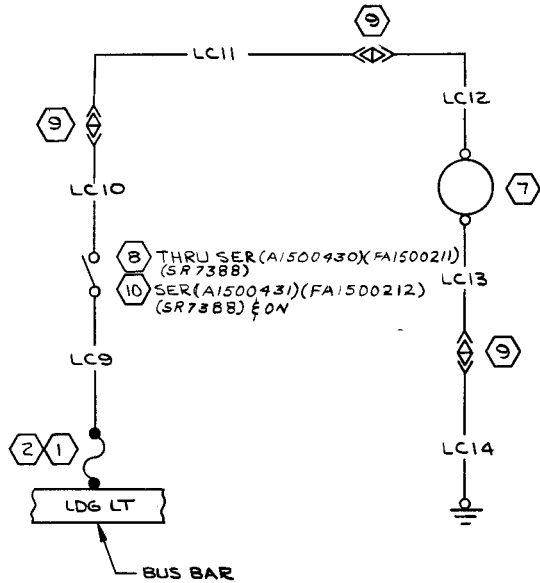 9
LC11
LC12
9
7
LC10
8 THRU SER(A1500430)(FA1500211)
(SR7388)
LC13
10 SER(A1500431)(FA1500212)
(SR7388) & ON
9
LC9
LC14
2 1
LDG LT
BUS BAR